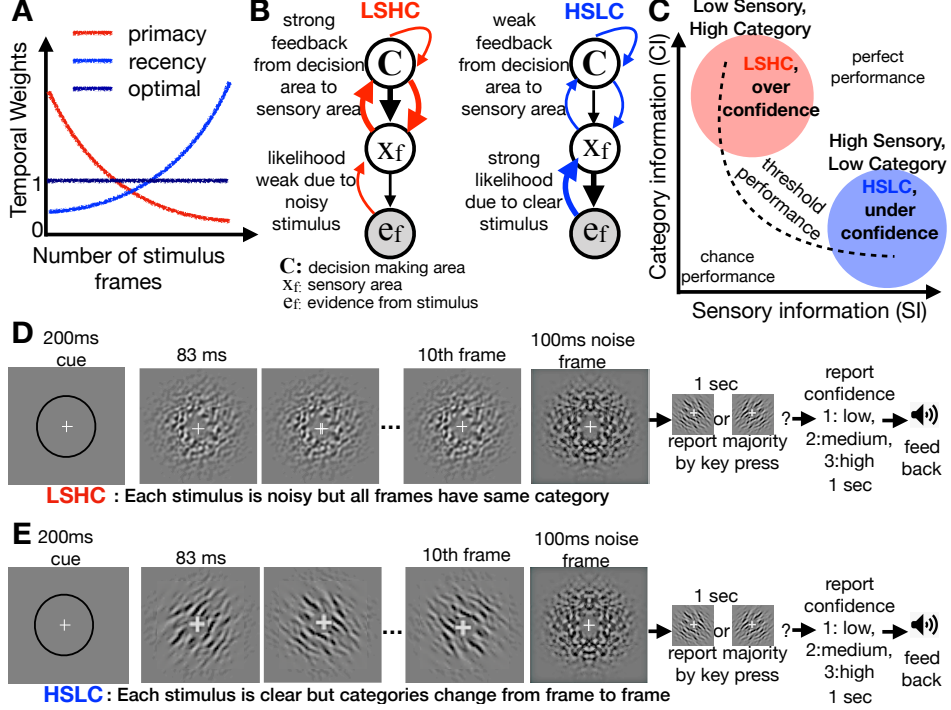 A
primacy
recency
optimal
Temporal Weights
1
0
Number of stimulus
frames
B
LSHC
strong
feedback
from decision
area to
sensory area
likelihood
weak due to
noisy
stimulus
C
xf
ef
HSLC
weak
feedback
from decision
area to
sensory area
strong
likelihood
due to clear
stimulus
C
xf
ef
C: decision making area
xf: sensory area
ef: evidence from stimulus
C
Low Sensory,
High Category
LSHC,
over
confidence
perfect
performance
High Sensory,
Low Category
HSLC,
under
confidence
threshold
performance
chance
performance
Category information (CI)
Sensory information (SI)
D
200ms
cue
83 ms
10th frame
100ms noise
frame
...
1 sec
or
?
report majority
by key press
report
confidence
1: low,
2:medium,
3:high
1 sec
feed
back
LSHC : Each stimulus is noisy but all frames have same category
E
200ms
cue
83 ms
10th frame
100ms noise
frame
...
1 sec
or
?
report majority
by key press
report
confidence
1: low,
2:medium,
3:high
1 sec
feed
back
HSLC: Each stimulus is clear but categories change from frame to frame